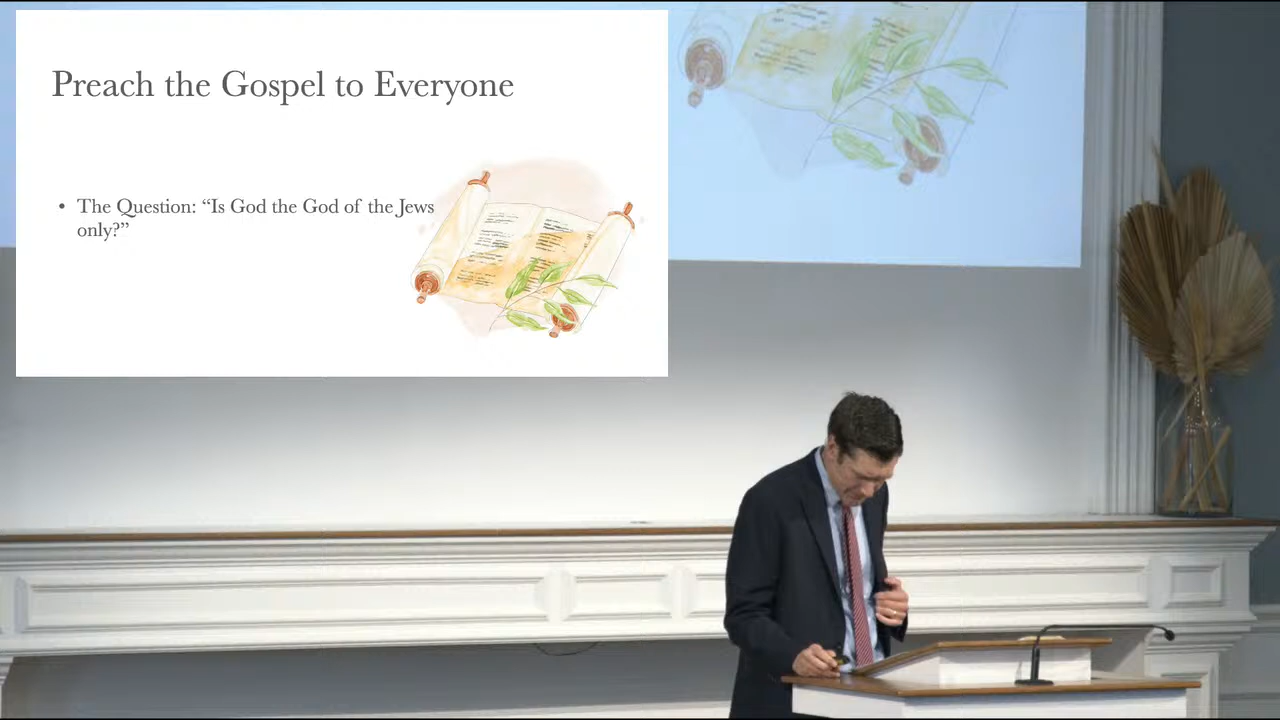 Preach the Gospel to Everyone
• The Question: “Is God the God of the Jews
only?”